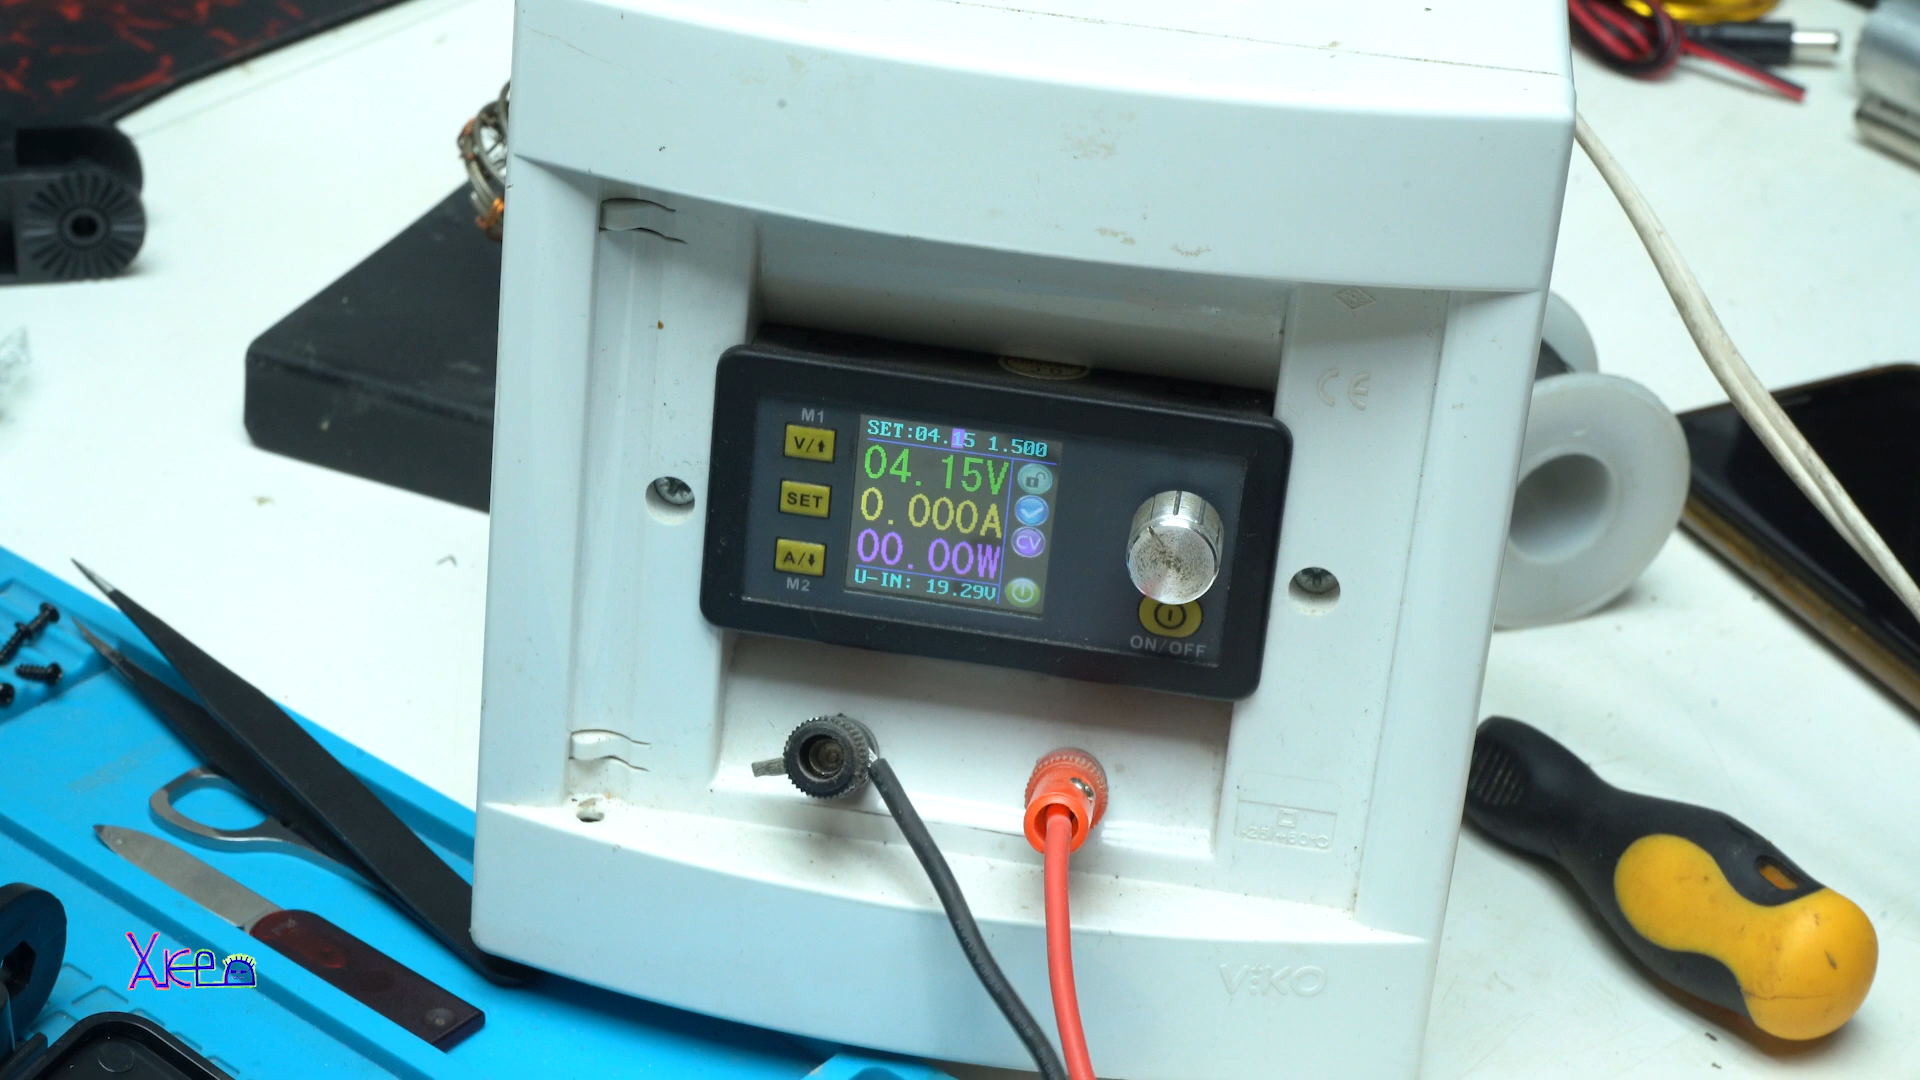 CE
M1
V/⬆
SET
A/⬇
M2
SET:04.15 1.500
04.15V
0.000A
00.00W
CV
U-IN: 19.29V
ON/OFF
ViKO
Хакер